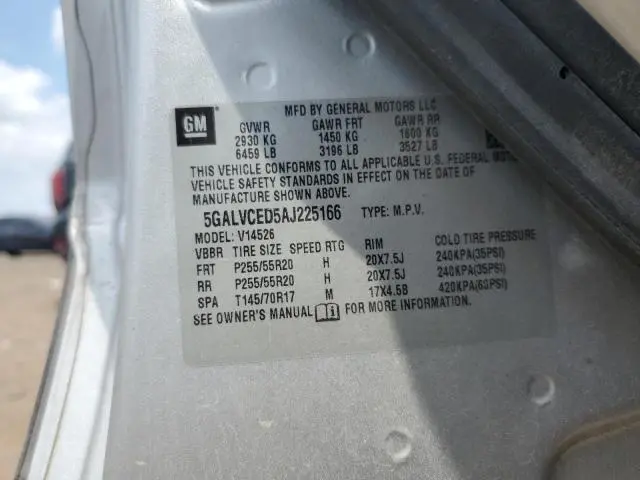 MFD BY GENERAL MOTORS LLC
GM
GVWR GAWR FRT GAWR RR
2930 KG 1450 KG 1600 KG
6459 LB 3196 LB 3527 LB
THIS VEHICLE CONFORMS TO ALL APPLICABLE U.S. FEDERAL
VEHICLE SAFETY STANDARDS IN EFFECT ON THE DATE OF
MANUFACTURE SHOWN ABOVE.
5GALVCED5AJ225166 TYPE: M.P.V.
MODEL: V14526
VBBR TIRE SIZE SPEED RTG RIM COLD TIRE PRESSURE
FRT P255/55R20 H 20X7.5J 240KPA(35PSI)
RR P255/55R20 H 20X7.5J 240KPA(35PSI)
SPA T145/70R17 M 17X4.5B 420KPA(60PSI)
SEE OWNER'S MANUAL FOR MORE INFORMATION.